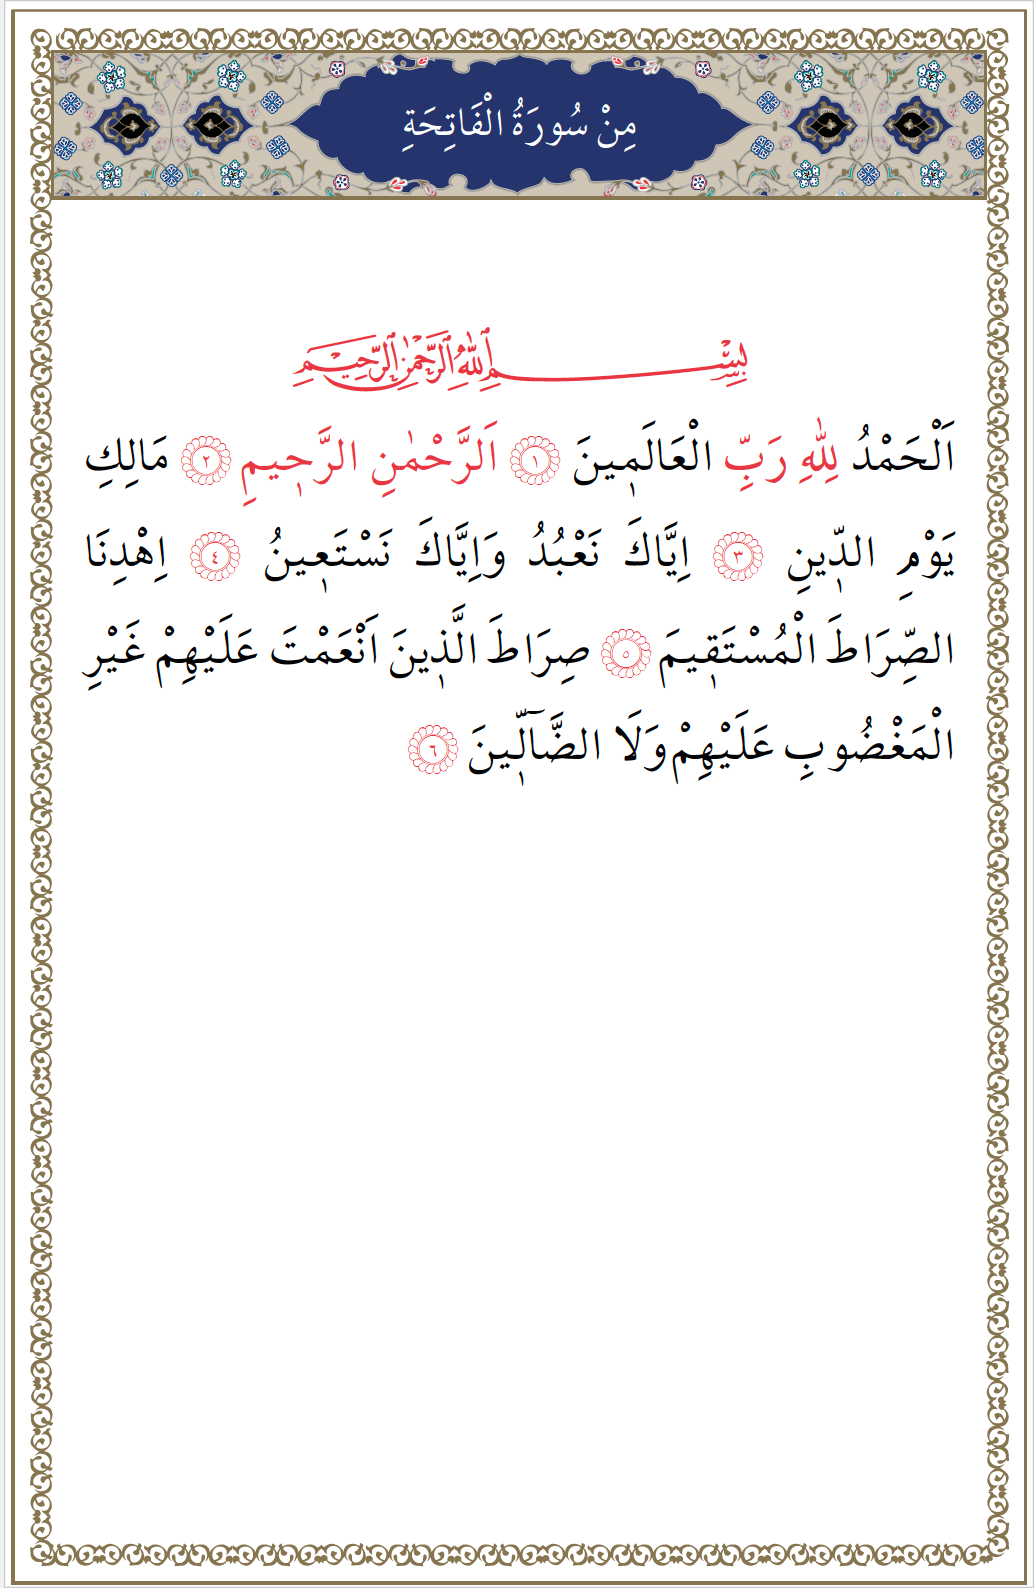 مِنْ سُورَةُ الْفَاتِحَةِ
بِسْمِ اللّٰهِ الرَّحْمٰنِ الرَّحِيمِ
اَلْحَمْدُ لِلّٰهِ رَبِّ الْعَالَمٖينَ ١ اَلرَّحْمٰنِ الرَّحٖيمِ ٢ مَالِكِ
يَوْمِ الدّٖينِ ٣ اِيَّاكَ نَعْبُدُ وَاِيَّاكَ نَسْتَعٖينُ ٤ اِهْدِنَا
الصِّرَاطَ الْمُسْتَقٖيمَ ٥ صِرَاطَ الَّذٖينَ اَنْعَمْتَ عَلَيْهِمْ غَيْرِ
الْمَغْضُوبِ عَلَيْهِمْ وَلَا الضَّٓالّٖينَ ٦